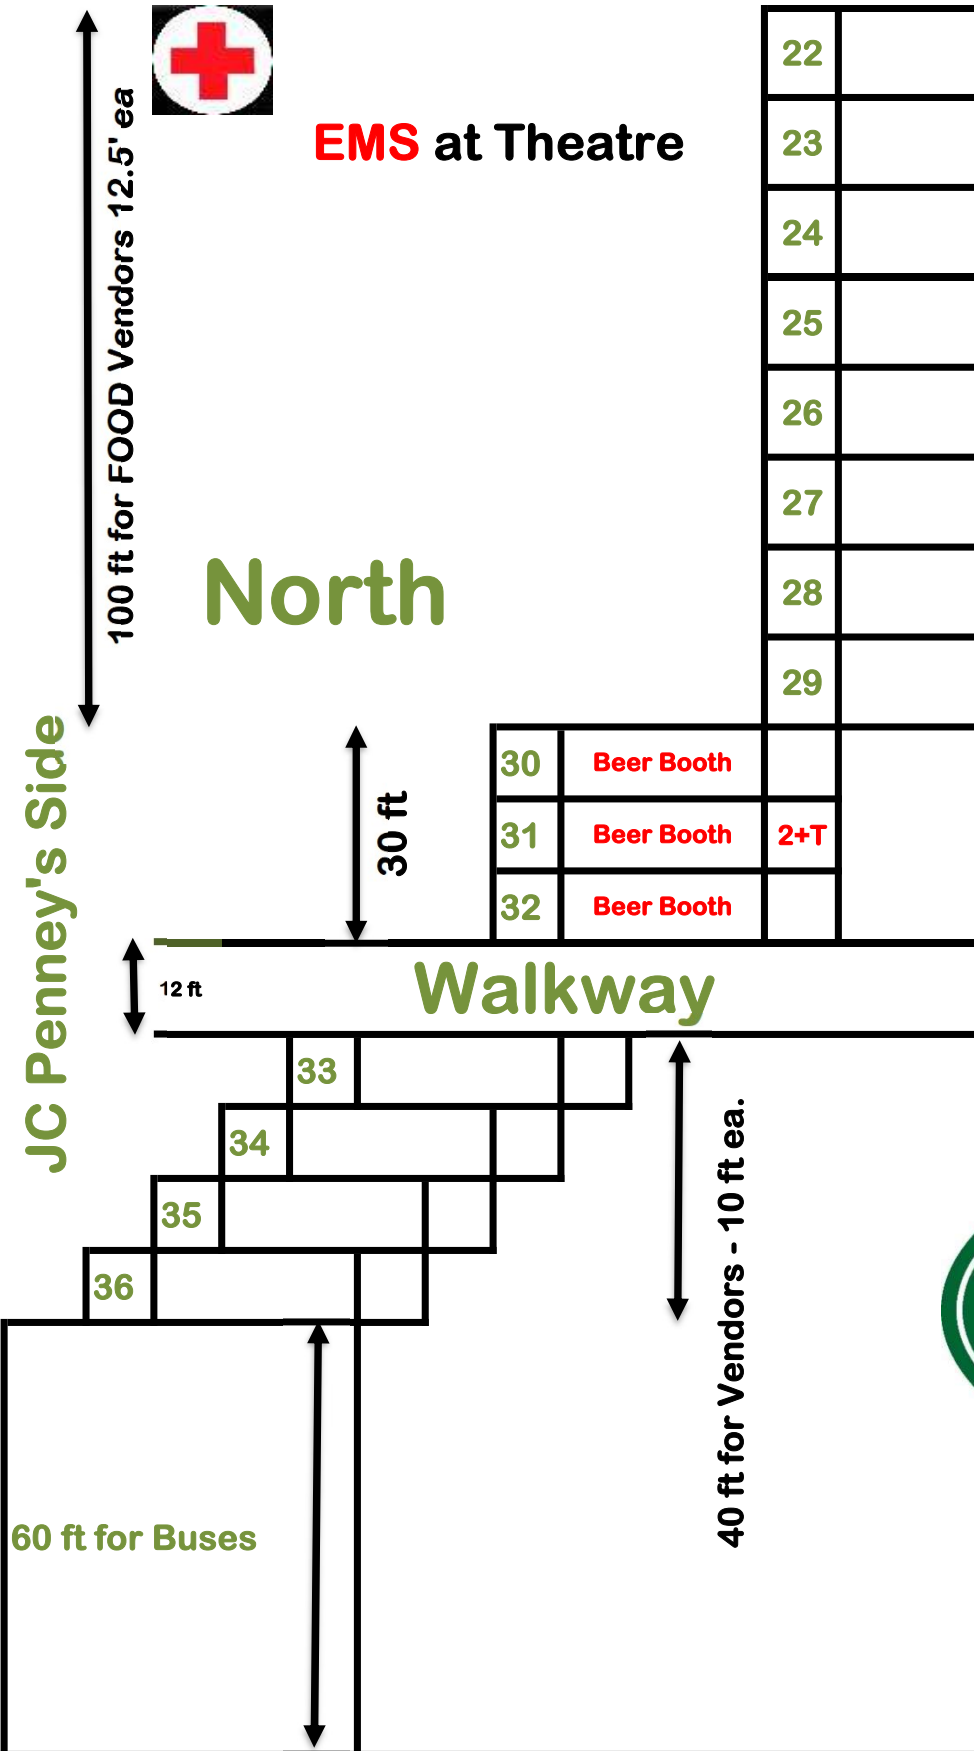 22
EMS at Theatre
23
24
25
26
27
28
29
100 ft for FOOD Vendors 12.5' ea
North
JC Penney's Side
30 ft
30 Beer Booth
31 Beer Booth 2+T
32 Beer Booth
12 ft
Walkway
33
34
35
36
40 ft for Vendors - 10 ft ea.
60 ft for Buses